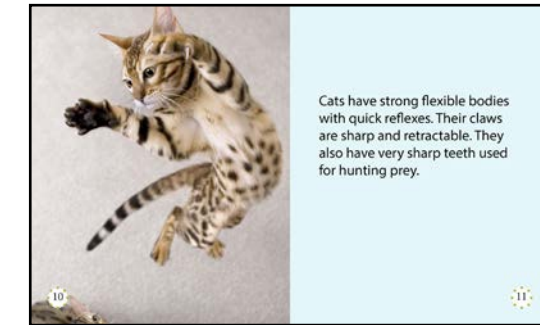 Cats have strong flexible bodies
with quick reflexes. Their claws
are sharp and retractable. They
also have very sharp teeth used
for hunting prey.
10
11